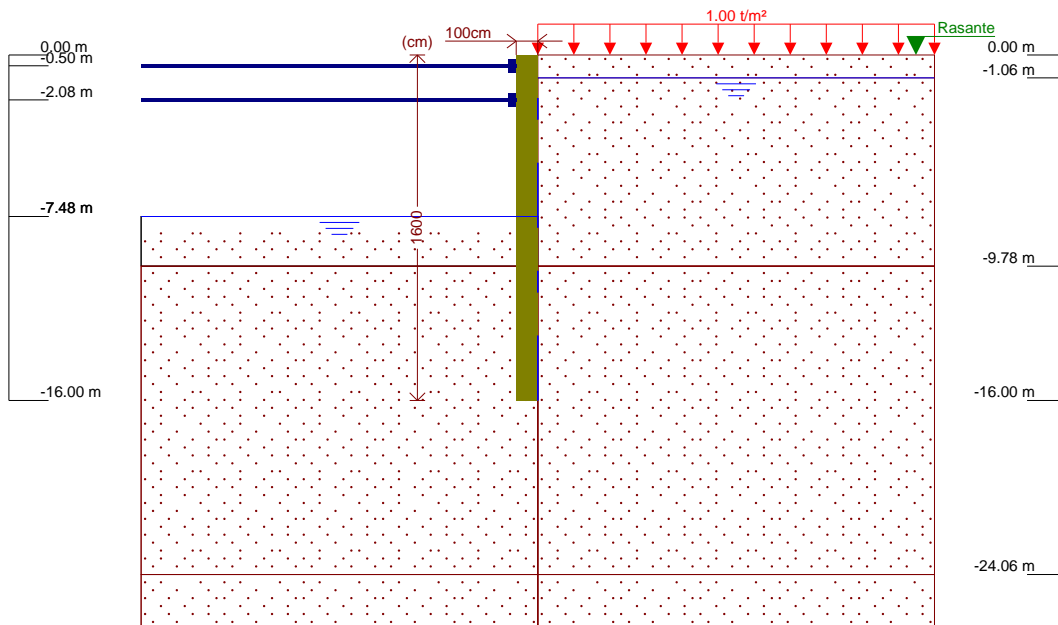 1.00 t/m²
Rasante
100cm
(cm)
0.00 m
-0.50 m
-2.08 m
-7.48 m
-16.00 m
1600
0.00 m
-1.06 m
-9.78 m
-16.00 m
-24.06 m